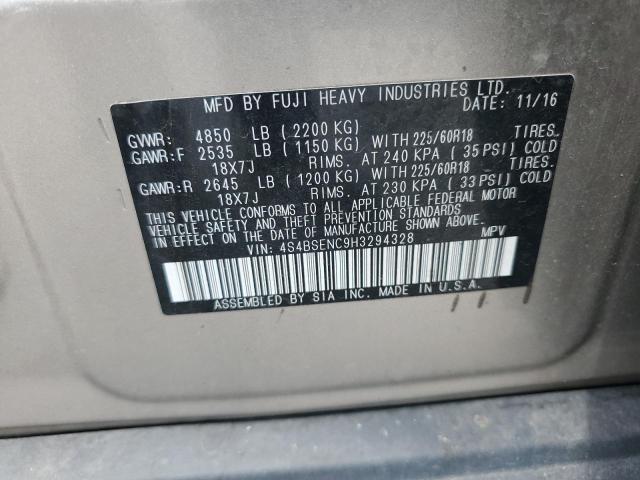 MFD BY FUJI HEAVY INDUSTRIES LTD.
DATE: 11/16
GVWR: 4850 LB (2200 KG)
GAWR:F 2535 LB (1150 KG) WITH 225/60R18 TIRES.
18X7J RIMS. AT 240 KPA (35 PSI) COLD
GAWR:R 2645 LB (1200 KG) WITH 225/60R18 TIRES.
18X7J RIMS. AT 230 KPA (33 PSI) COLD
THIS VEHICLE CONFORMS TO ALL APPLICABLE FEDERAL MOTOR
VEHICLE SAFETY AND THEFT PREVENTION STANDARDS
IN EFFECT ON THE DATE OF MANUFACTURE SHOWN ABOVE.
VIN: 4S4BSENC9H3294328 MPV
ASSEMBLED BY SIA INC. MADE IN U.S.A.